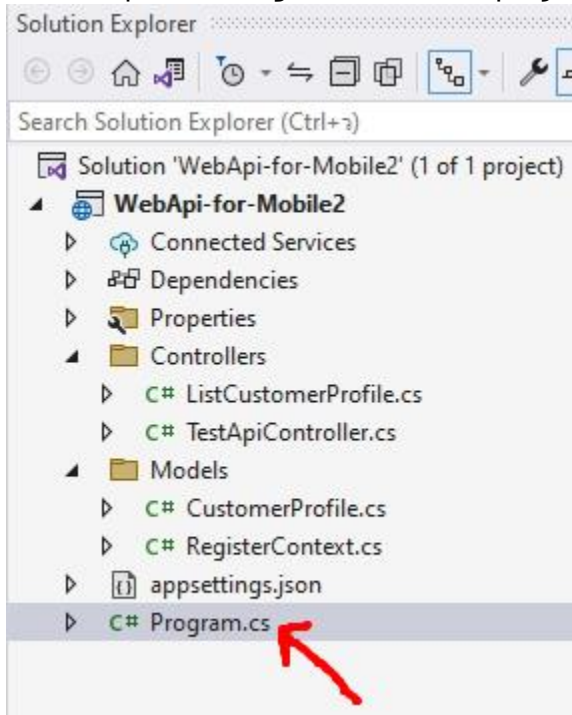 Solution Explorer
Search Solution Explorer (Ctrl+ג)
Solution 'WebApi-for-Mobile2' (1 of 1 project)
WebApi-for-Mobile2
Connected Services
Dependencies
Properties
Controllers
C# ListCustomerProfile.cs
C# TestApiController.cs
Models
C# CustomerProfile.cs
C# RegisterContext.cs
appsettings.json
C# Program.cs